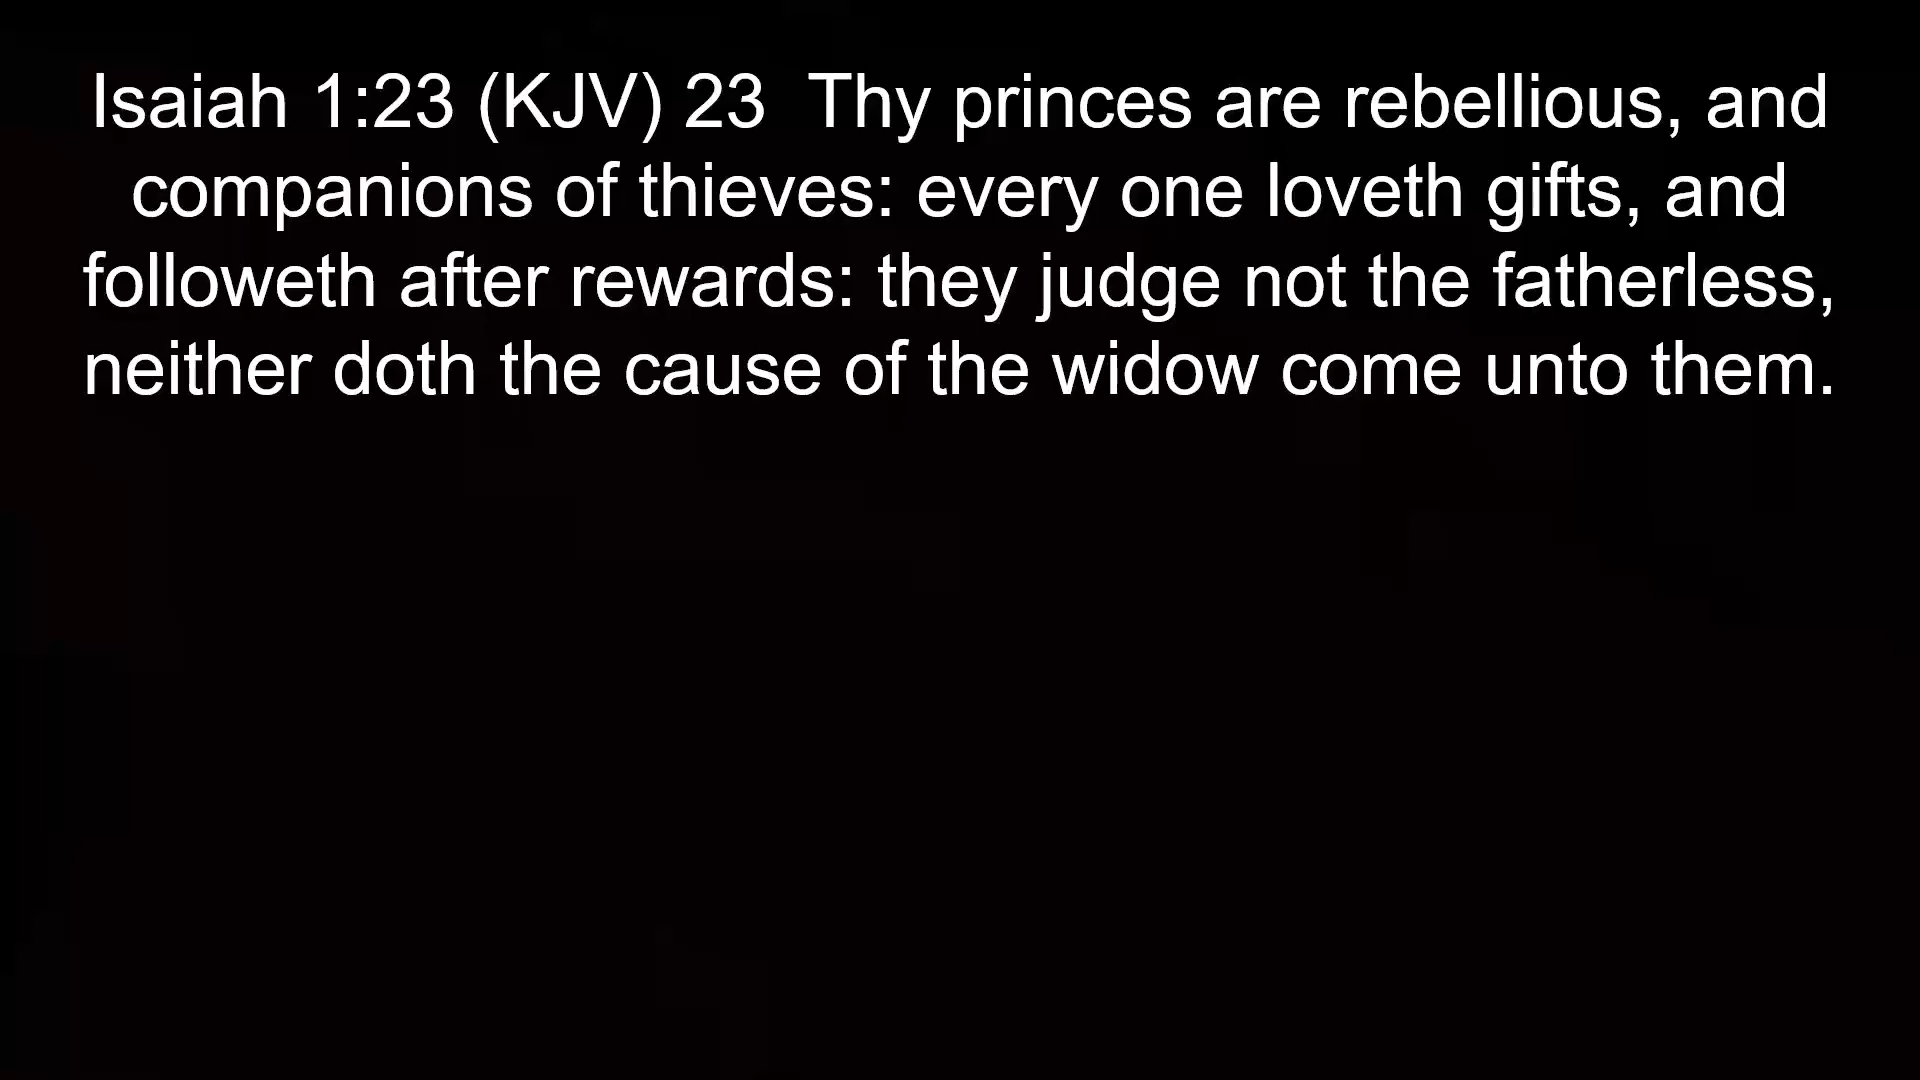 Isaiah 1:23 (KJV) 23  Thy princes are rebellious, and
companions of thieves: every one loveth gifts, and
followeth after rewards: they judge not the fatherless,
neither doth the cause of the widow come unto them.